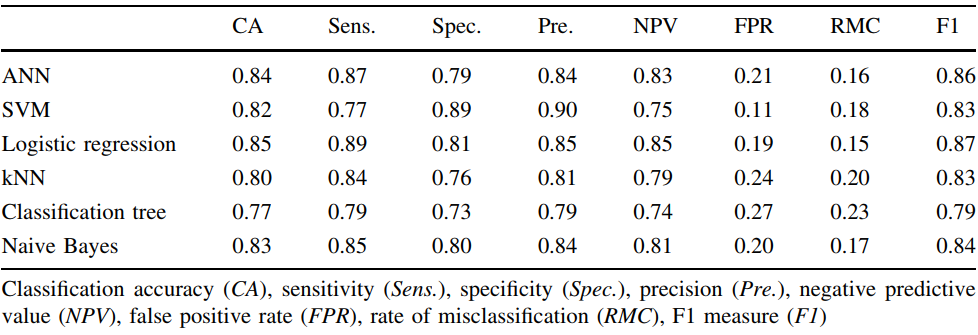 CA Sens. Spec. Pre. NPV FPR RMC F1
ANN 0.84 0.87 0.79 0.84 0.83 0.21 0.16 0.86
SVM 0.82 0.77 0.89 0.90 0.75 0.11 0.18 0.83
Logistic regression 0.85 0.89 0.81 0.85 0.85 0.19 0.15 0.87
kNN 0.80 0.84 0.76 0.81 0.79 0.24 0.20 0.83
Classification tree 0.77 0.79 0.73 0.79 0.74 0.27 0.23 0.79
Naive Bayes 0.83 0.85 0.80 0.84 0.81 0.20 0.17 0.84
Classification accuracy (CA), sensitivity (Sens.), specificity (Spec.), precision (Pre.), negative predictive
value (NPV), false positive rate (FPR), rate of misclassification (RMC), F1 measure (F1)